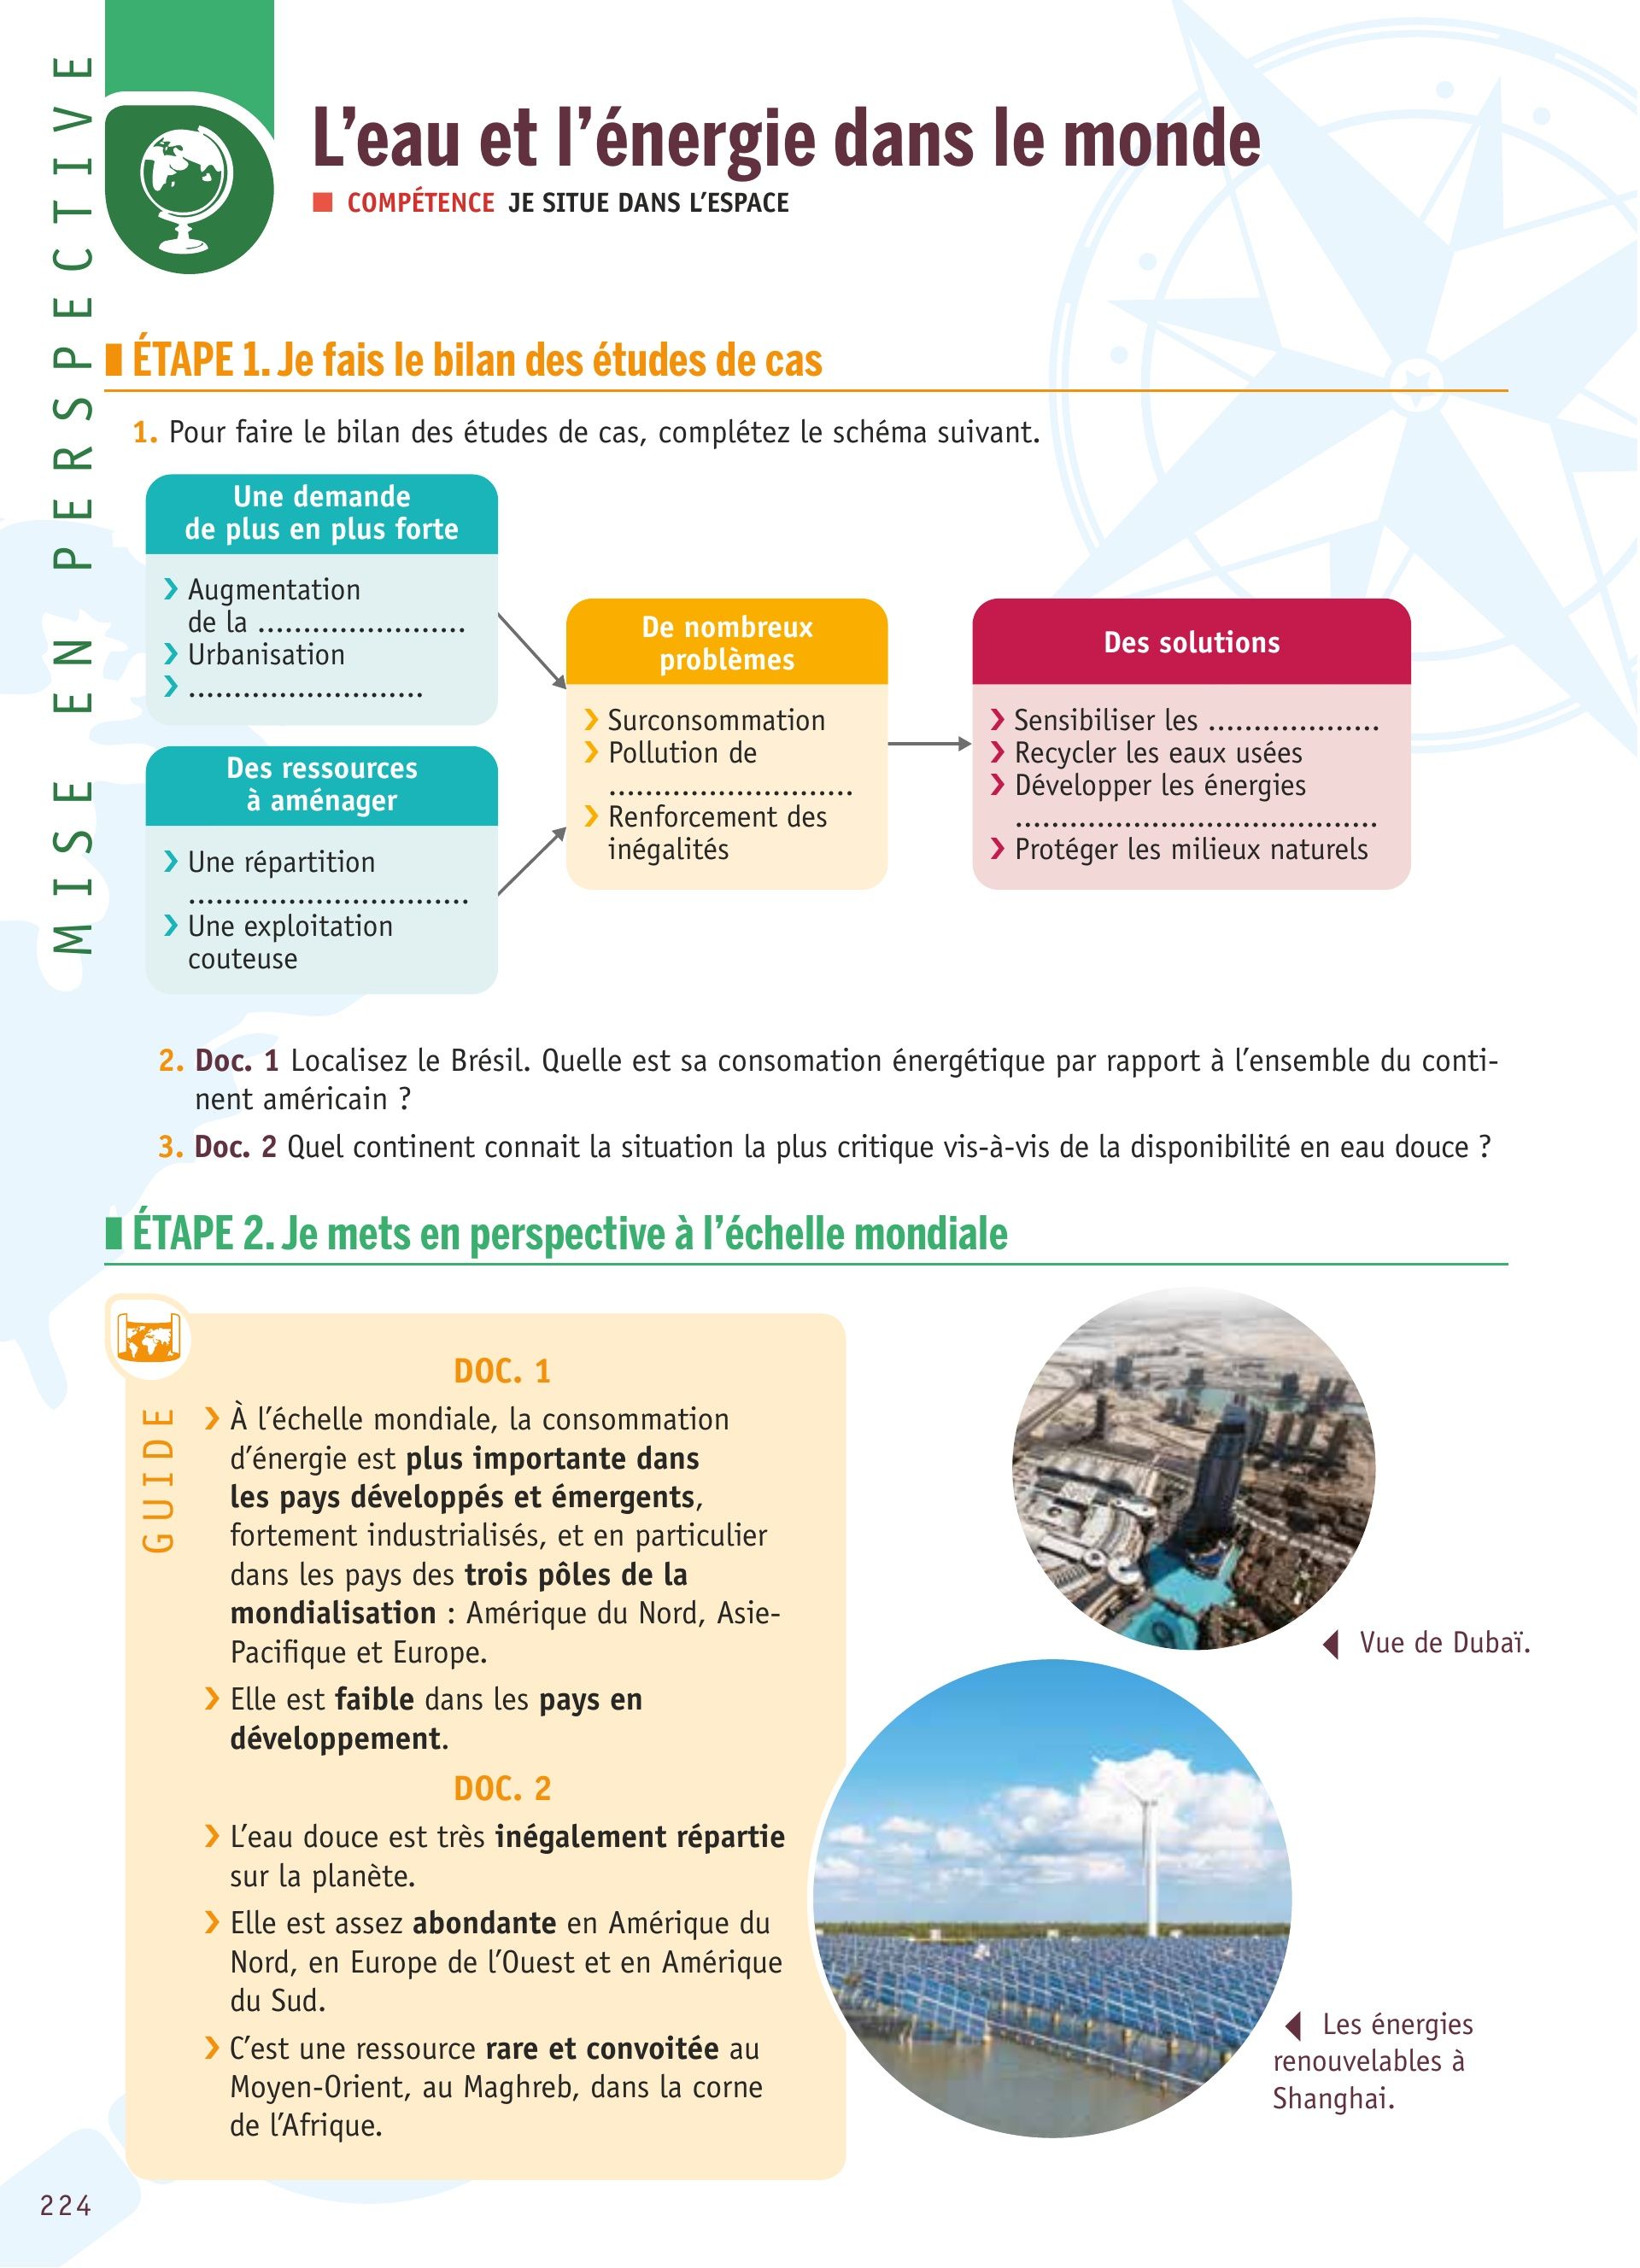 MISE EN PERSPECTIVE
L'eau et l'énergie dans le monde
COMPÉTENCE JE SITUE DANS L'ESPACE
ÉTAPE 1. Je fais le bilan des études de cas
1. Pour faire le bilan des études de cas, complétez le schéma suivant.
Une demande
de plus en plus forte
› Augmentation
de la .......................
› Urbanisation
› ..........................
Des ressources
à aménager
› Une répartition
...............................
› Une exploitation
couteuse
De nombreux
problèmes
› Surconsommation
› Pollution de
...........................
› Renforcement des
inégalités
Des solutions
› Sensibiliser les ...................
› Recycler les eaux usées
› Développer les énergies
........................................
› Protéger les milieux naturels
2. Doc. 1 Localisez le Brésil. Quelle est sa consomation énergétique par rapport à l'ensemble du conti-
nent américain ?
3. Doc. 2 Quel continent connait la situation la plus critique vis-à-vis de la disponibilité en eau douce ?
ÉTAPE 2. Je mets en perspective à l'échelle mondiale
GUIDE
DOC. 1
› À l'échelle mondiale, la consommation
d'énergie est plus importante dans
les pays développés et émergents,
fortement industrialisés, et en particulier
dans les pays des trois pôles de la
mondialisation : Amérique du Nord, Asie-
Pacifique et Europe.
› Elle est faible dans les pays en
développement.
DOC. 2
› L'eau douce est très inégalement répartie
sur la planète.
› Elle est assez abondante en Amérique du
Nord, en Europe de l'Ouest et en Amérique
du Sud.
› C'est une ressource rare et convoitée au
Moyen-Orient, au Maghreb, dans la corne
de l'Afrique.
Vue de Dubaï.
Les énergies
renouvelables à
Shanghai.
224